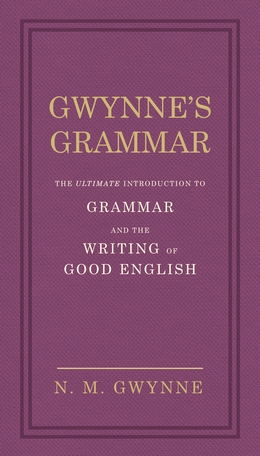 GWYNNE'S
GRAMMAR
THE ULTIMATE INTRODUCTION TO
GRAMMAR
AND THE
WRITING OF
GOOD ENGLISH
N. M. GWYNNE